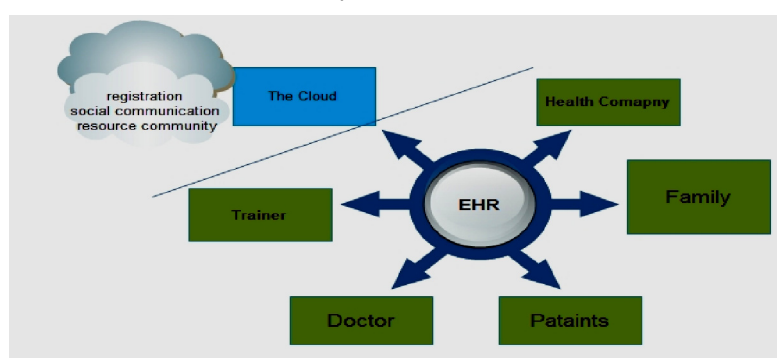 registration
social communication
resource community
The Cloud
Health Comapny
Trainer
EHR
Family
Doctor
Pataints